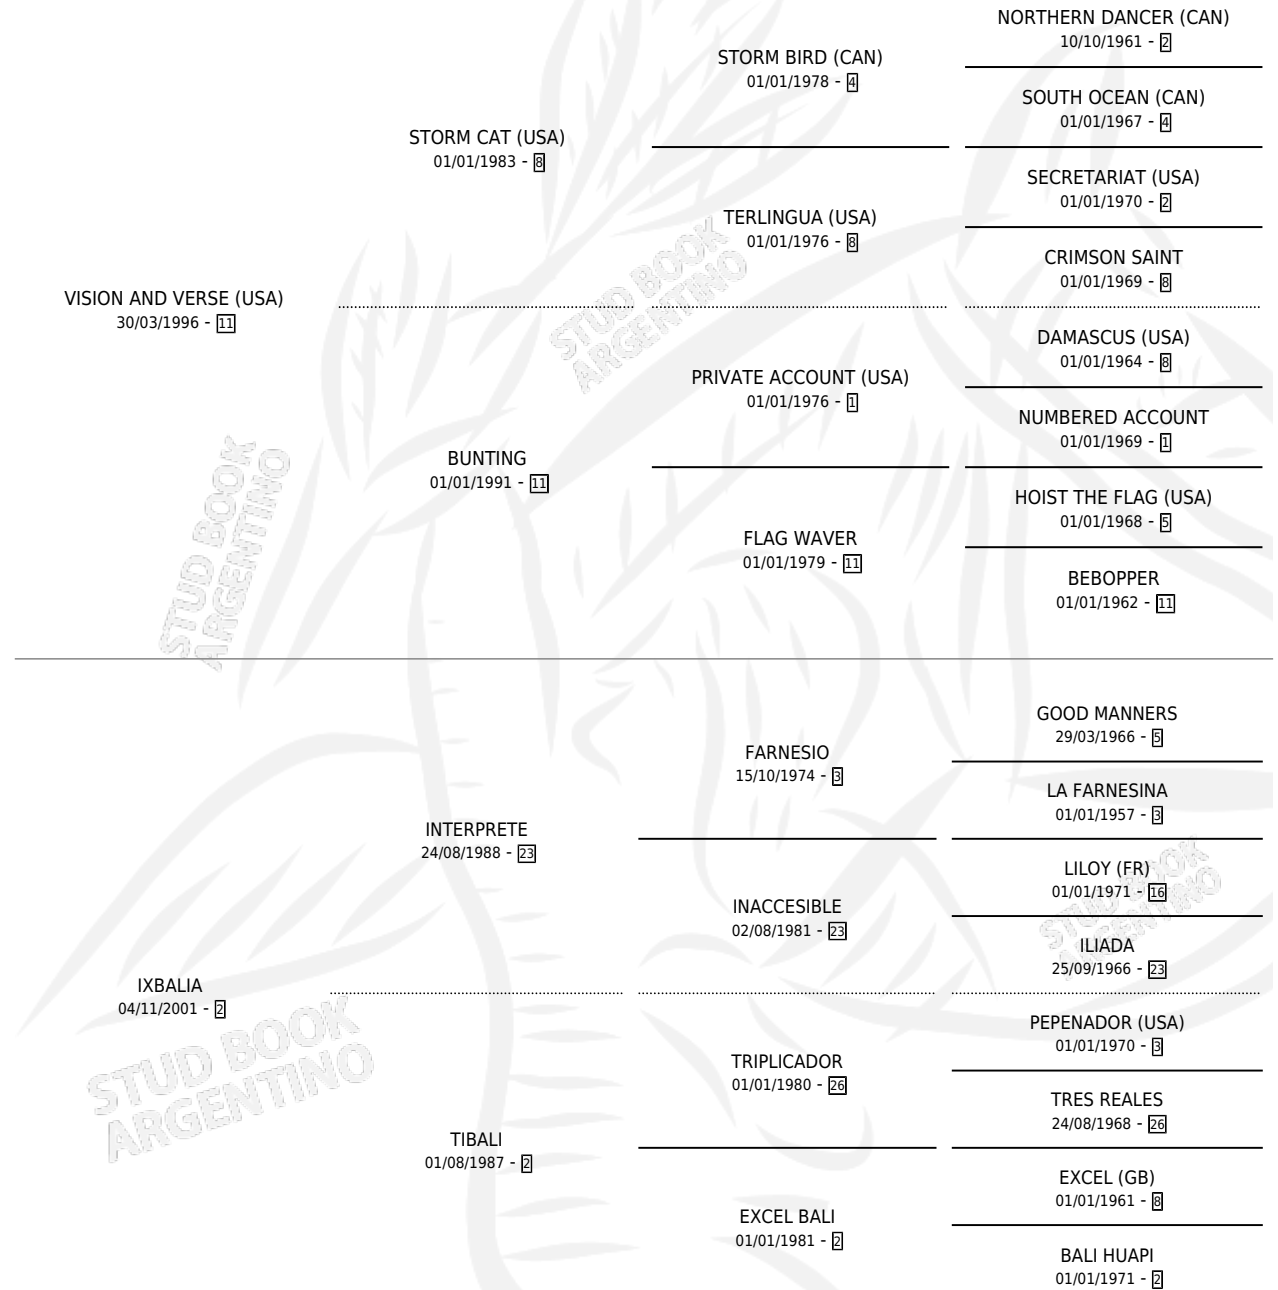 NORTHERN DANCER (CAN)
10/10/1961 - 2
STORM BIRD (CAN)
01/01/1978 - 4
SOUTH OCEAN (CAN)
01/01/1967 - 4
STORM CAT (USA)
01/01/1983 - 8
SECRETARIAT (USA)
01/01/1970 - 2
TERLINGUA (USA)
01/01/1976 - 8
CRIMSON SAINT
01/01/1969 - 8
VISION AND VERSE (USA)
30/03/1996 - 11
DAMASCUS (USA)
01/01/1964 - 8
PRIVATE ACCOUNT (USA)
01/01/1976 - 1
NUMBERED ACCOUNT
01/01/1969 - 1
BUNTING
01/01/1991 - 11
HOIST THE FLAG (USA)
01/01/1968 - 5
FLAG WAVER
01/01/1979 - 11
BEBOPPER
01/01/1962 - 11
GOOD MANNERS
29/03/1966 - 5
FARNESIO
15/10/1974 - 3
LA FARNESINA
01/01/1957 - 3
INTERPRETE
24/08/1988 - 23
LILOY (FR)
01/01/1971 - 16
INACCESIBLE
02/08/1981 - 23
ILIADA
25/09/1966 - 23
IXBALIA
04/11/2001 - 2
PEPENADOR (USA)
01/01/1970 - 3
TRIPLICADOR
01/01/1980 - 26
TRES REALES
24/08/1968 - 26
TIBALI
01/08/1987 - 2
EXCEL (GB)
01/01/1961 - 8
EXCEL BALI
01/01/1981 - 2
BALI HUAPI
01/01/1971 - 2
STUD BOOK
ARGENTINO
STUD BOOK
ARGENTINO
STUD BOOK
ARGENTINO
STUD BOOK
ARGENTINO